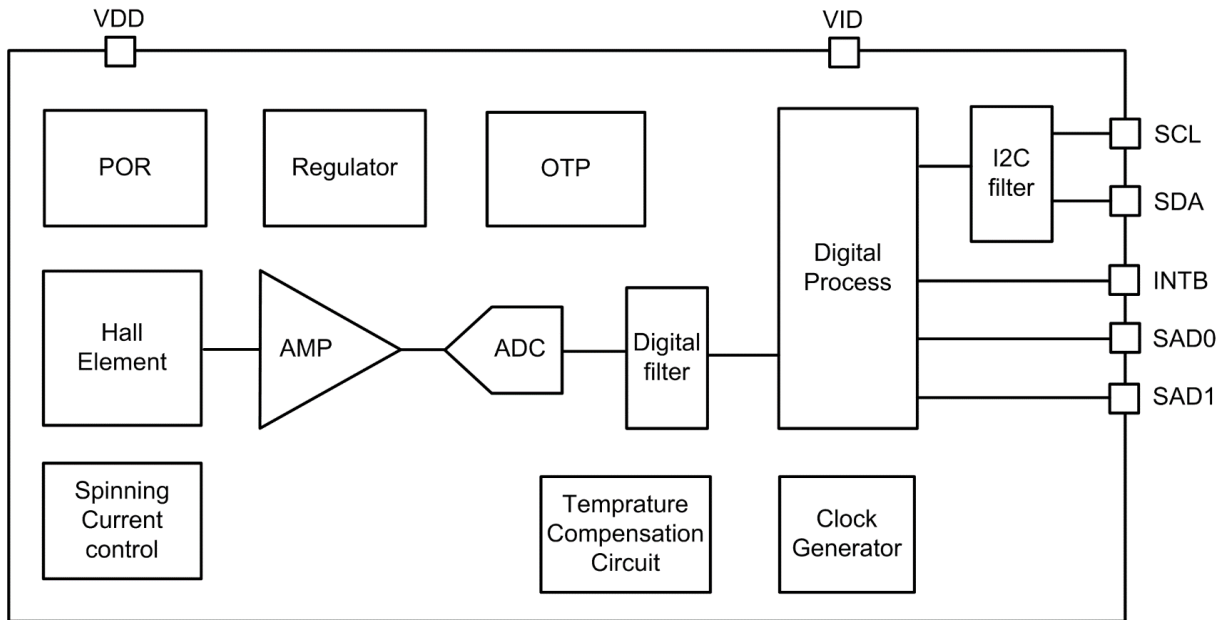 VDD
VID
POR
Regulator
OTP
I2C
filter
SCL
SDA
Digital
Process
INTB
SAD0
SAD1
Hall
Element
AMP
ADC
Digital
filter
Spinning
Current
control
Temprature
Compensation
Circuit
Clock
Generator